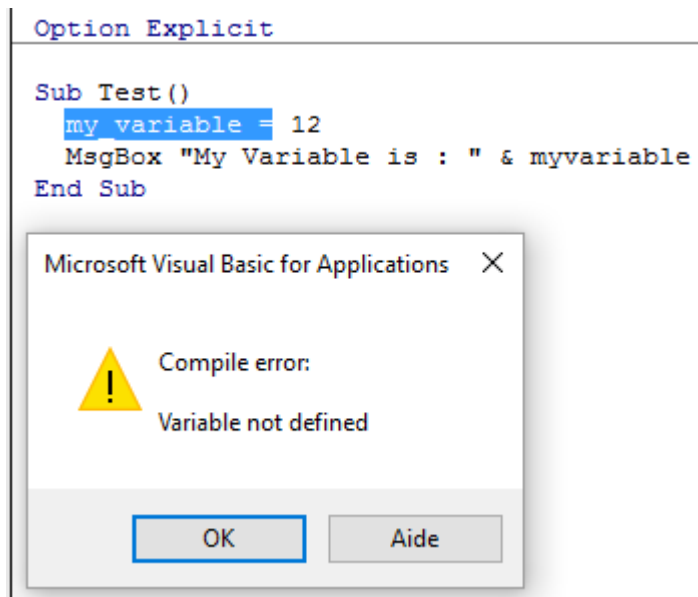 Option Explicit
Sub Test()
my_variable = 12
MsgBox "My Variable is : " & myvariable
End Sub
Microsoft Visual Basic for Applications
Compile error:
Variable not defined
OK Aide